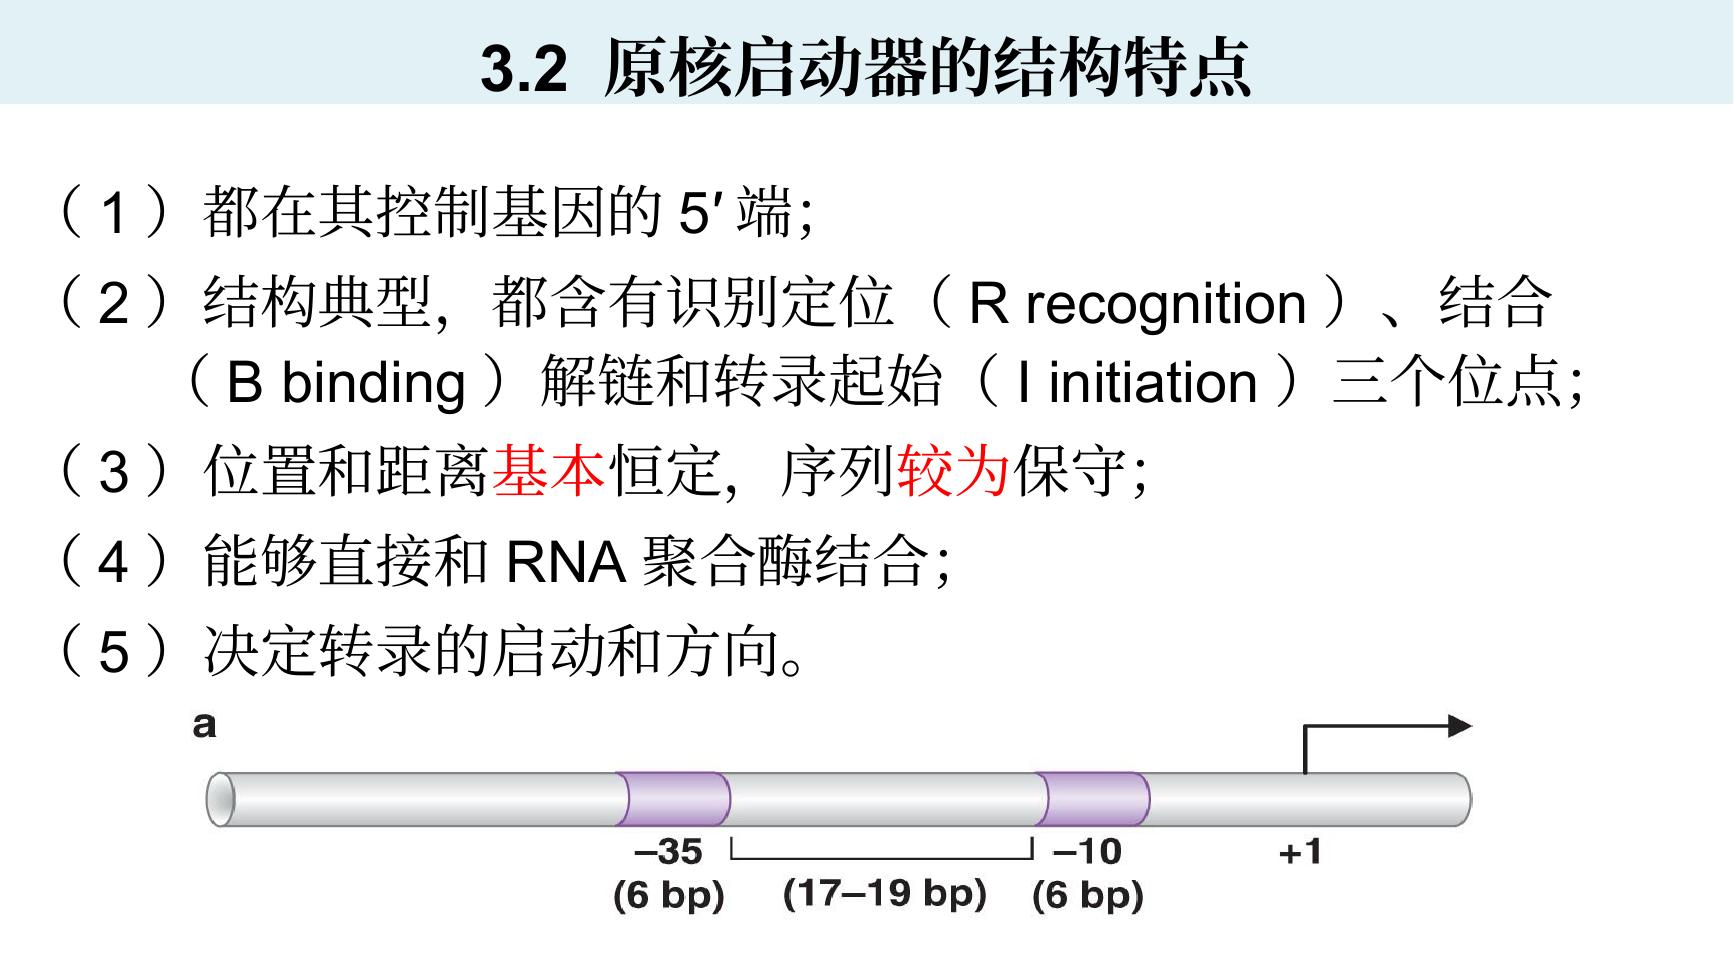 3.2 原核启动器的结构特点
（1）都在其控制基因的 5′ 端；
（2）结构典型，都含有识别定位（R recognition）、结合
（B binding）解链和转录起始（I initiation）三个位点；
（3）位置和距离基本恒定，序列较为保守；
（4）能够直接和 RNA 聚合酶结合；
（5）决定转录的启动和方向。
a
–35 –10 +1
(6 bp) (17–19 bp) (6 bp)